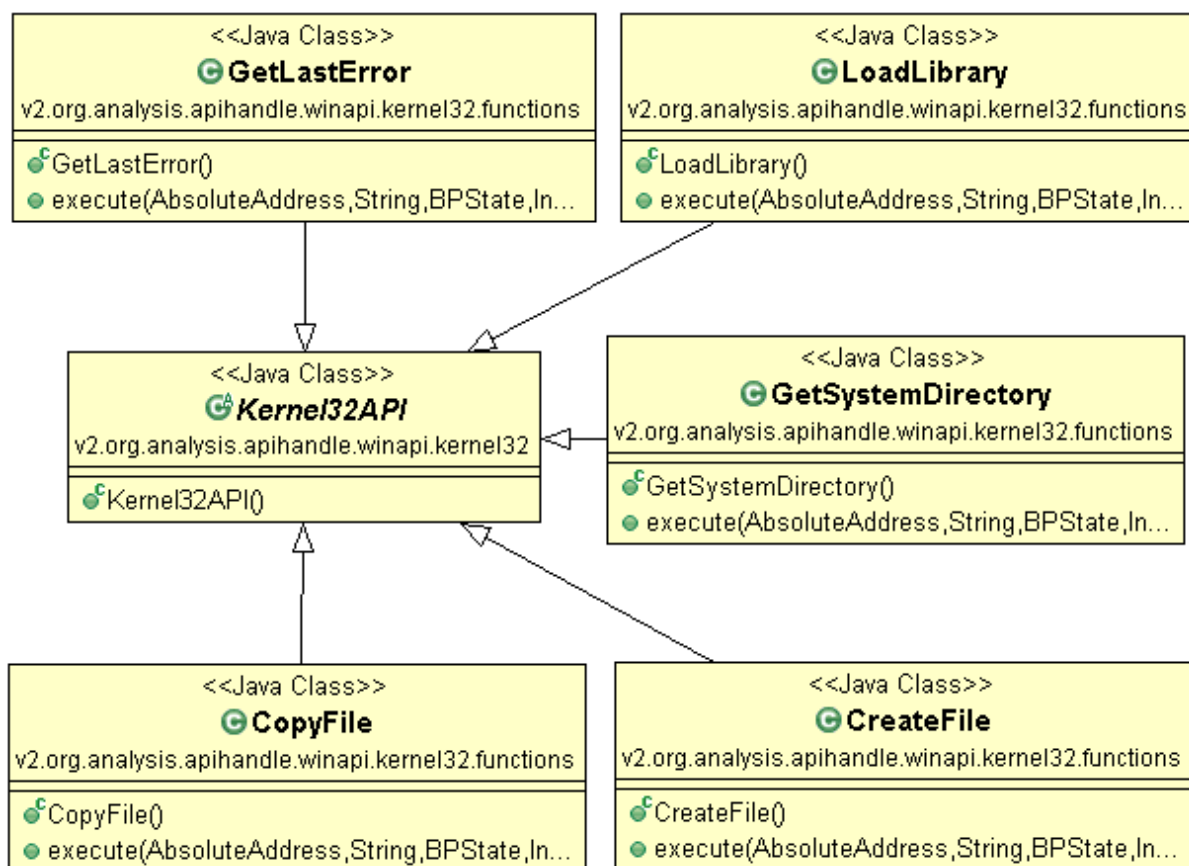 <<Java Class>>
GetLastError
v2.org.analysis.apihandle.winapi.kernel32.functions
GetLastError()
execute(AbsoluteAddress,String,BPState,In...
<<Java Class>>
LoadLibrary
v2.org.analysis.apihandle.winapi.kernel32.functions
LoadLibrary()
execute(AbsoluteAddress,String,BPState,In...
<<Java Class>>
Kernel32API
v2.org.analysis.apihandle.winapi.kernel32
Kernel32API()
<<Java Class>>
GetSystemDirectory
v2.org.analysis.apihandle.winapi.kernel32.functions
GetSystemDirectory()
execute(AbsoluteAddress,String,BPState,In...
<<Java Class>>
CopyFile
v2.org.analysis.apihandle.winapi.kernel32.functions
CopyFile()
execute(AbsoluteAddress,String,BPState,In...
<<Java Class>>
CreateFile
v2.org.analysis.apihandle.winapi.kernel32.functions
CreateFile()
execute(AbsoluteAddress,String,BPState,In...